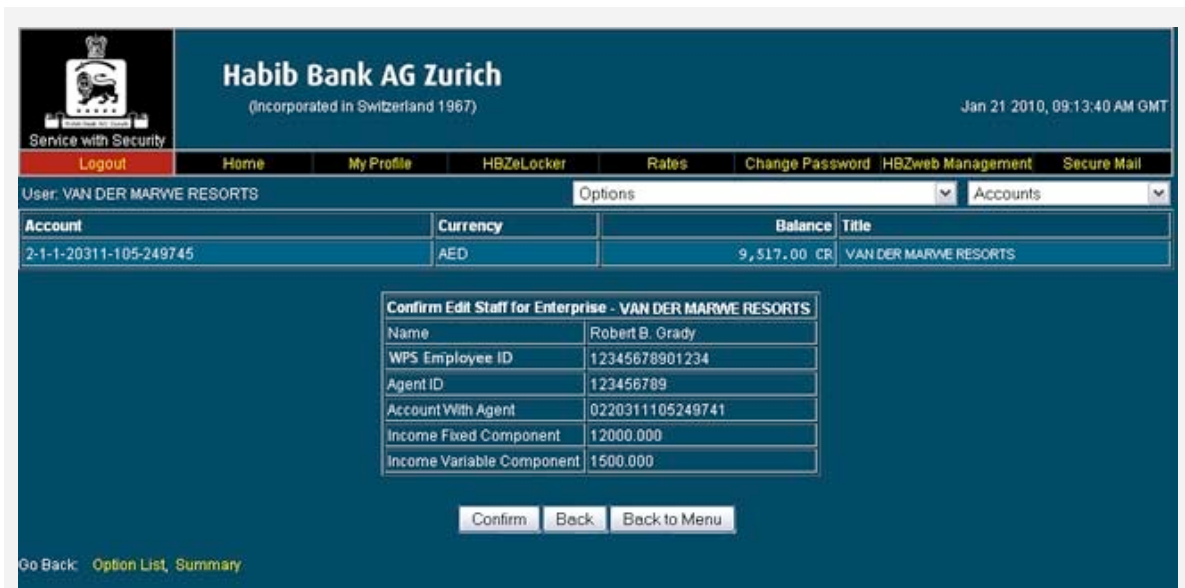 Habib Bank AG Zurich
(Incorporated in Switzerland 1967)
Jan 21 2010, 09:13:40 AM GMT
Service with Security
Logout Home My Profile HBZeLocker Rates Change Password HBZweb Management Secure Mail
User: VAN DER MARWE RESORTS Options Accounts
Account Currency Balance Title
2-1-1-20311-105-249745 AED 9,517.00 CR VAN DER MARWE RESORTS
Confirm Edit Staff for Enterprise - VAN DER MARWE RESORTS
Name Robert B. Grady
WPS Employee ID 12345678901234
Agent ID 123456789
Account With Agent 0220311105249741
Income Fixed Component 12000.000
Income Variable Component 1500.000
Confirm Back Back to Menu
Go Back: Option List, Summary